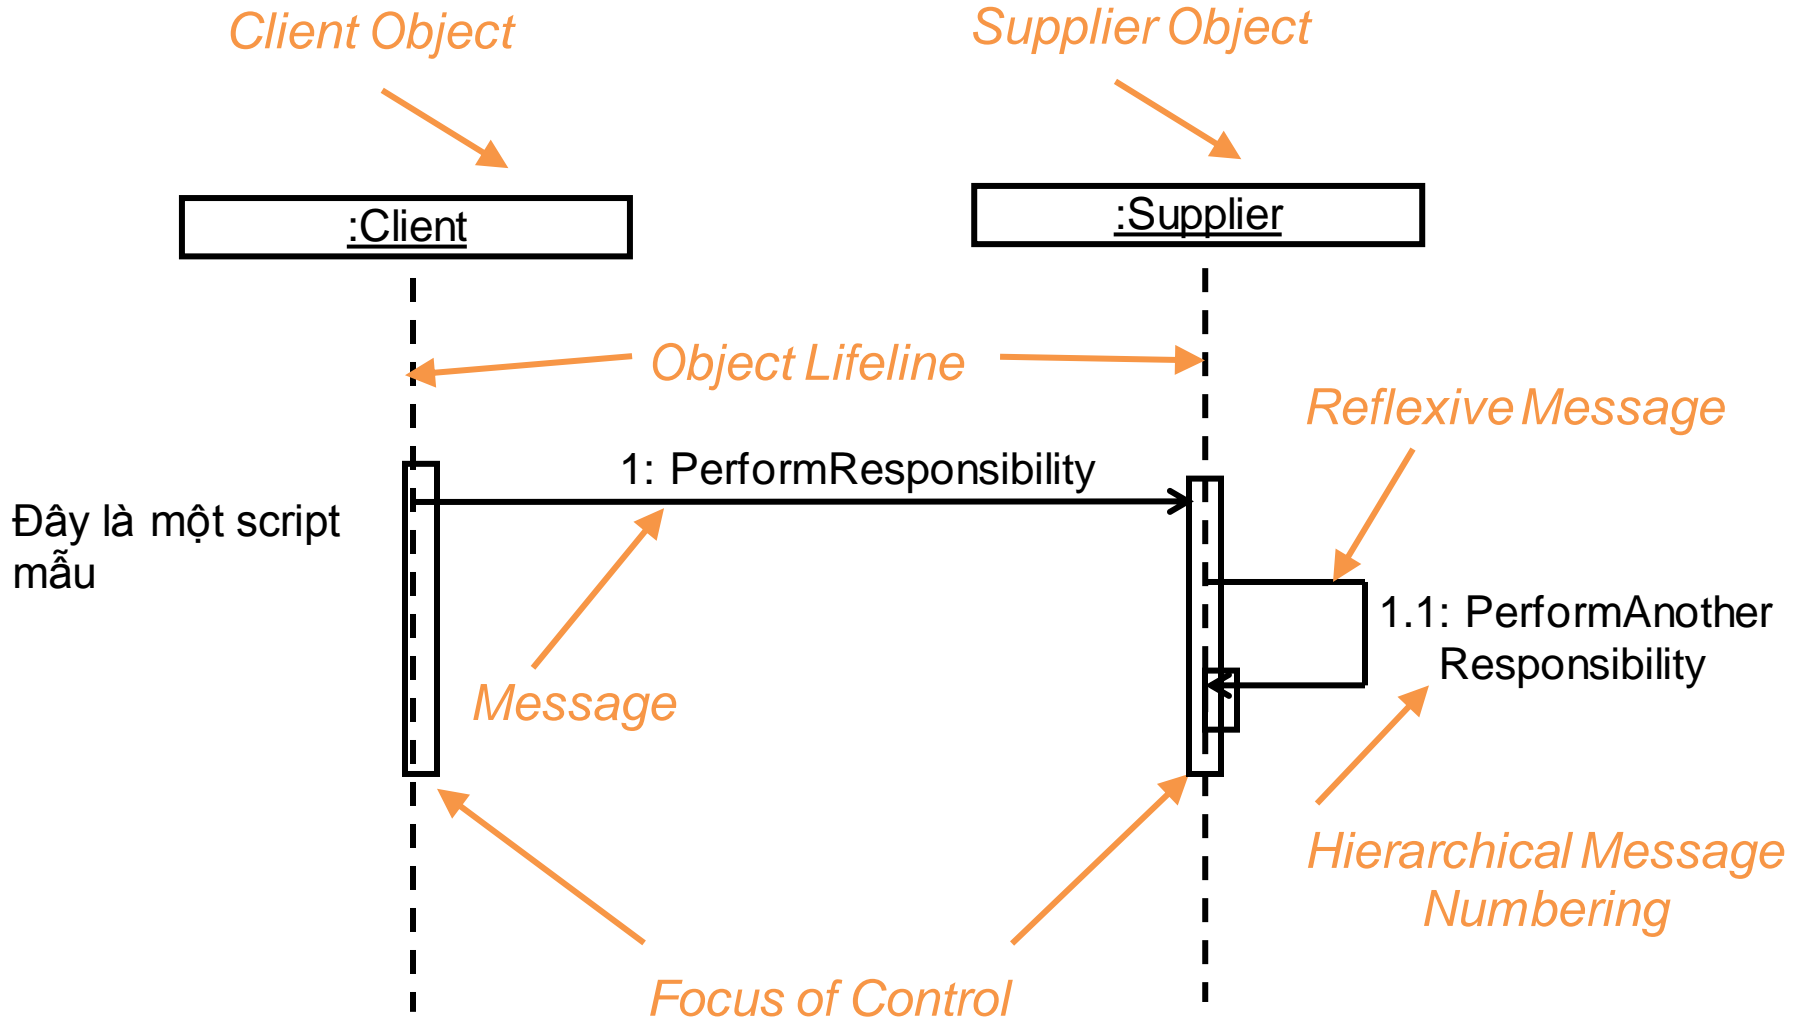 Client Object
Supplier Object
:Client
:Supplier
Object Lifeline
Reflexive Message
1: PerformResponsibility
Đây là một script
mẫu
1.1: PerformAnother
Responsibility
Message
Hierarchical Message
Numbering
Focus of Control